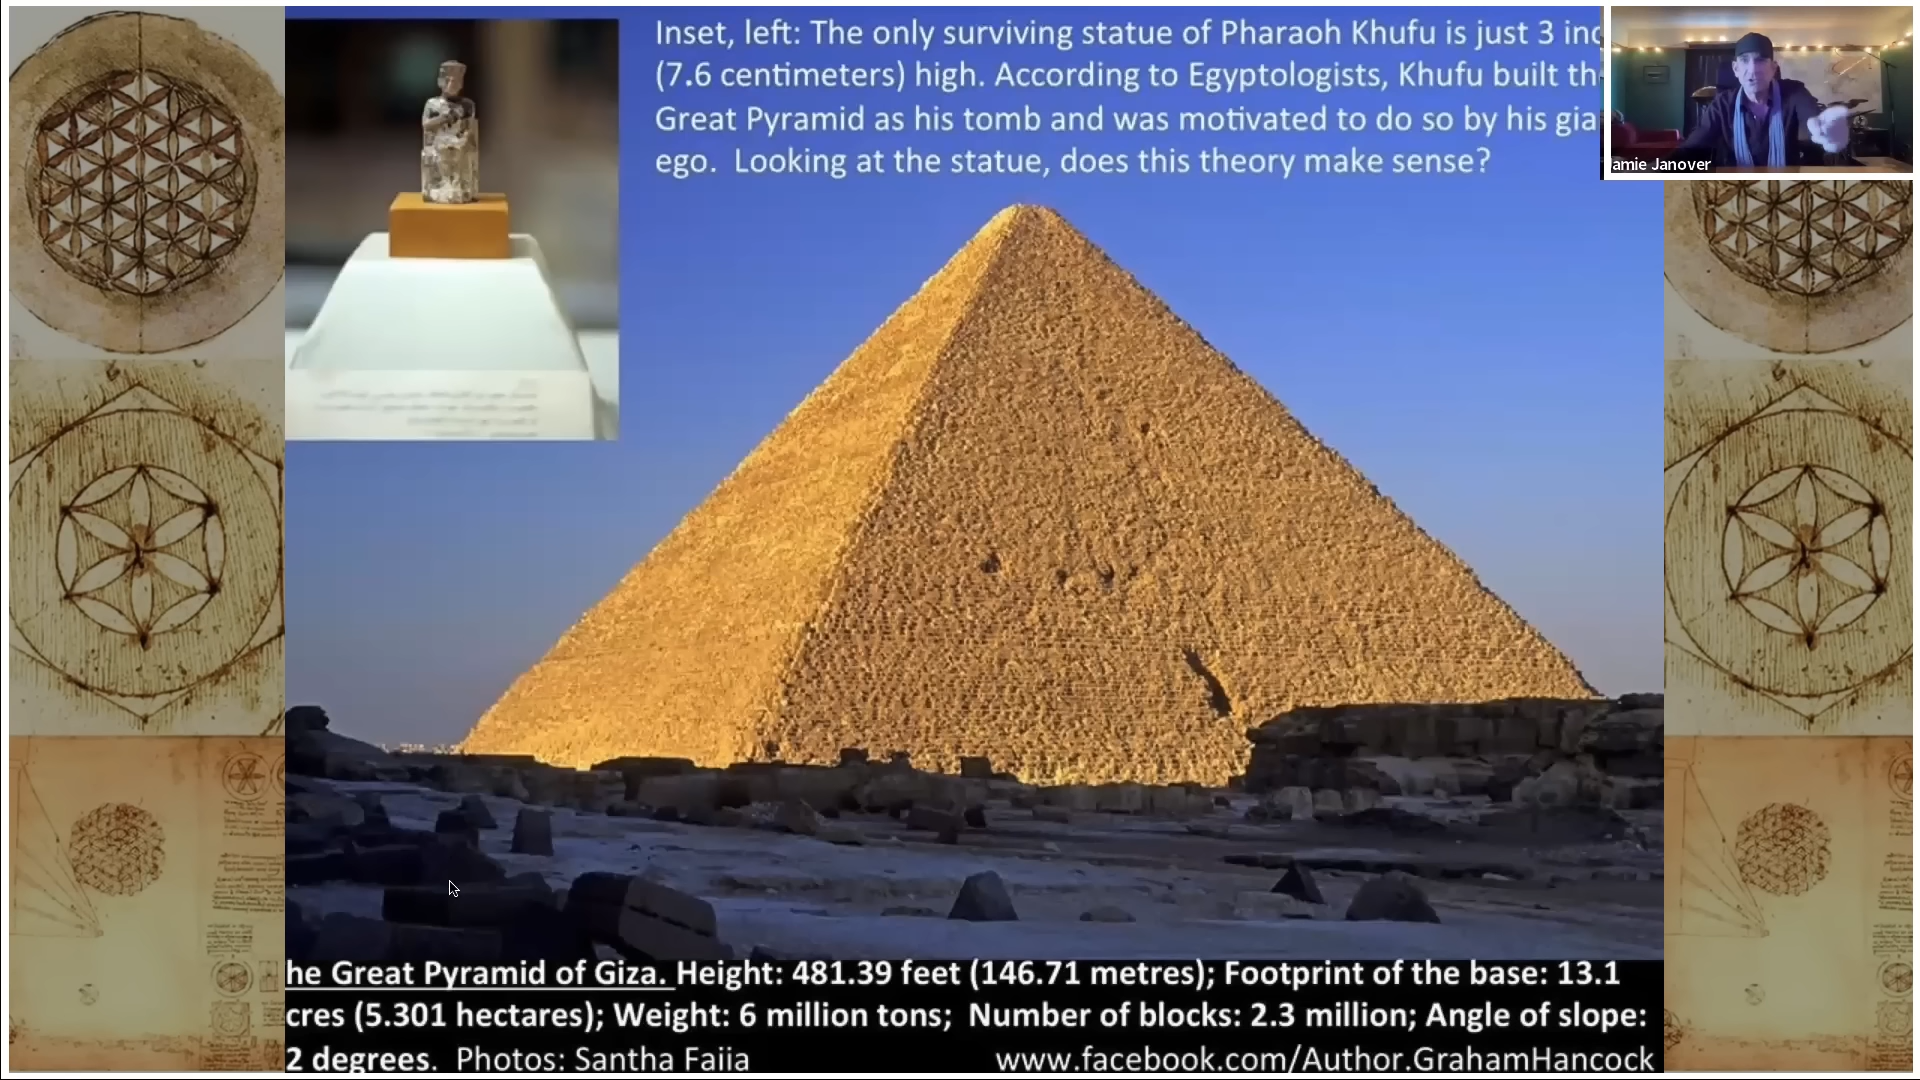 Inset, left: The only surviving statue of Pharaoh Khufu is just 3 inc
(7.6 centimeters) high. According to Egyptologists, Khufu built th
Great Pyramid as his tomb and was motivated to do so by his gia
ego. Looking at the statue, does this theory make sense?
amie Janover
he Great Pyramid of Giza. Height: 481.39 feet (146.71 metres); Footprint of the base: 13.1
cres (5.301 hectares); Weight: 6 million tons; Number of blocks: 2.3 million; Angle of slope:
2 degrees. Photos: Santha Faiia
www.facebook.com/Author.GrahamHancock